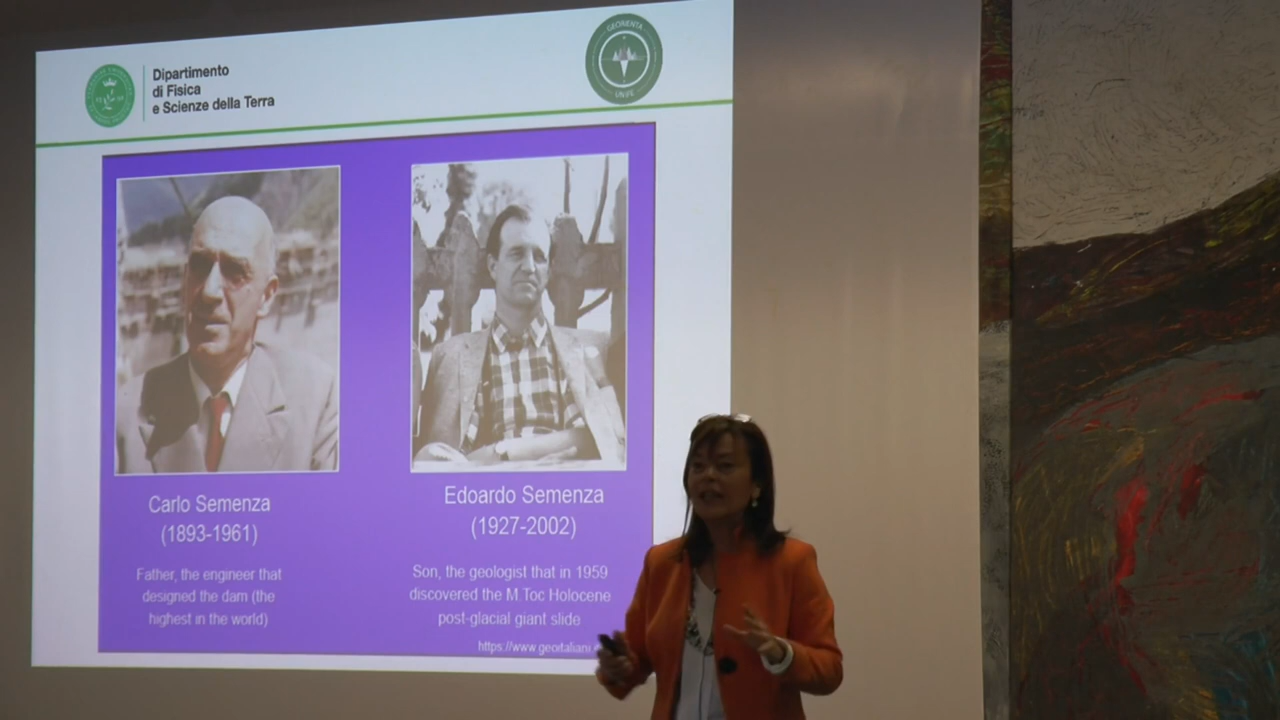 Dipartimento
di Fisica
e Scienze della Terra
GEORIENTA
UNIFE
Carlo Semenza
(1893-1961)
Father, the engineer that
designed the dam (the
highest in the world)
Edoardo Semenza
(1927-2002)
Son, the geologist that in 1959
discovered the M.Toc Holocene
post-glacial giant slide
https://www.geoitaliani.